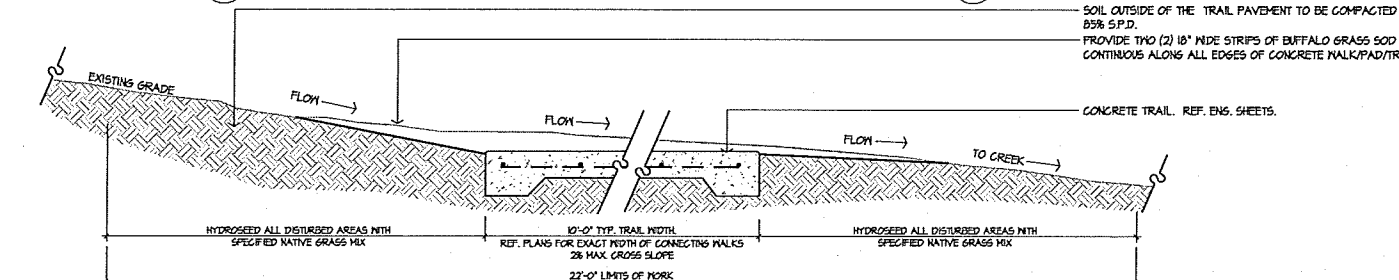 SOIL OUTSIDE OF THE TRAIL PAVEMENT TO BE COMPACTED
85% S.P.D.
PROVIDE TWO (2) 18" WIDE STRIPS OF BUFFALO GRASS SOD
CONTINUOUS ALONG ALL EDGES OF CONCRETE WALK/PAD/TR
EXISTING GRADE
FLOW
FLOW
CONCRETE TRAIL. REF. ENG. SHEETS.
FLOW
TO CREEK
HYDROSEED ALL DISTURBED AREAS WITH
SPECIFIED NATIVE GRASS MIX
10'-0" TYP. TRAIL WIDTH.
REF. PLANS FOR EXACT WIDTH OF CONNECTING WALKS
2% MAX. CROSS SLOPE
HYDROSEED ALL DISTURBED AREAS WITH
SPECIFIED NATIVE GRASS MIX
22'-0" LIMITS OF WORK